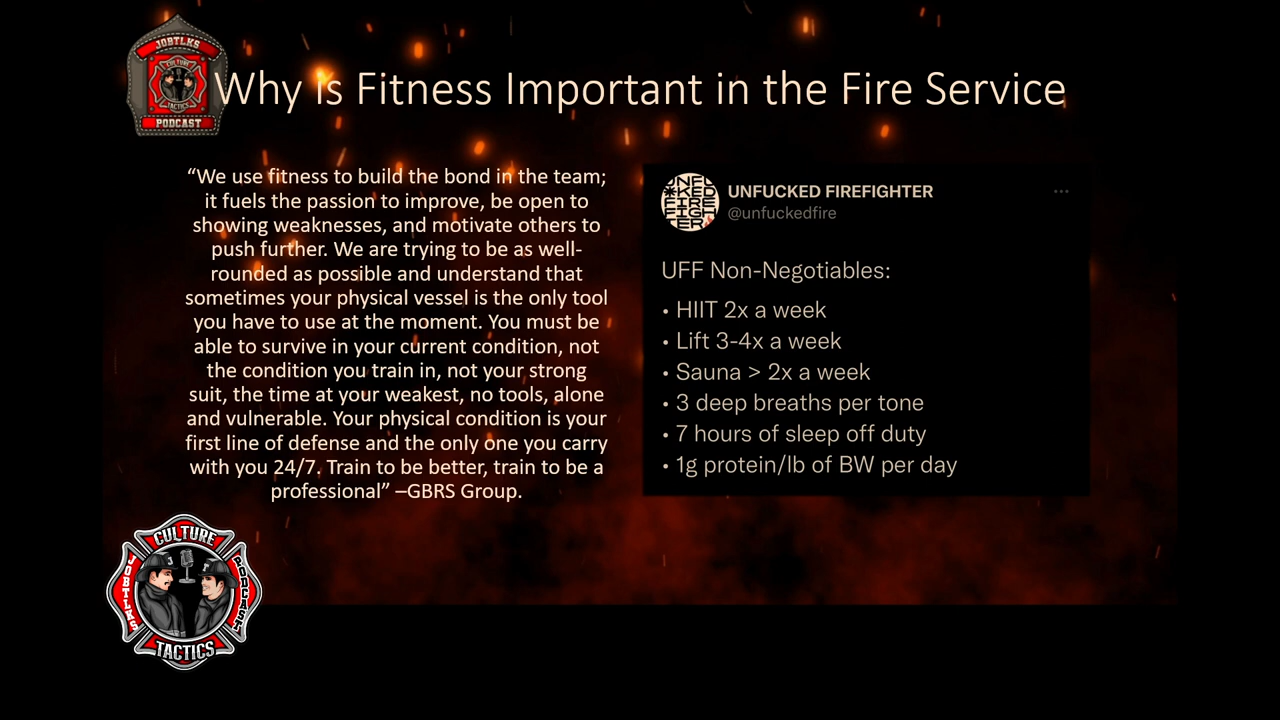 JOBTLKS
CULTURE
TACTICS
PODCAST
Why is Fitness Important in the Fire Service
“We use fitness to build the bond in the team;
it fuels the passion to improve, be open to
showing weaknesses, and motivate others to
push further. We are trying to be as well-
rounded as possible and understand that
sometimes your physical vessel is the only tool
you have to use at the moment. You must be
able to survive in your current condition, not
the condition you train in, not your strong
suit, the time at your weakest, no tools, alone
and vulnerable. Your physical condition is your
first line of defense and the only one you carry
with you 24/7. Train to be better, train to be a
professional” –GBRS Group.
UNFUCKED FIREFIGHTER
@unfuckedfire
UFF Non-Negotiables:
• HIIT 2x a week
• Lift 3-4x a week
• Sauna > 2x a week
• 3 deep breaths per tone
• 7 hours of sleep off duty
• 1g protein/lb of BW per day
CULTURE
JOBTLKS
PODCAST
TACTICS